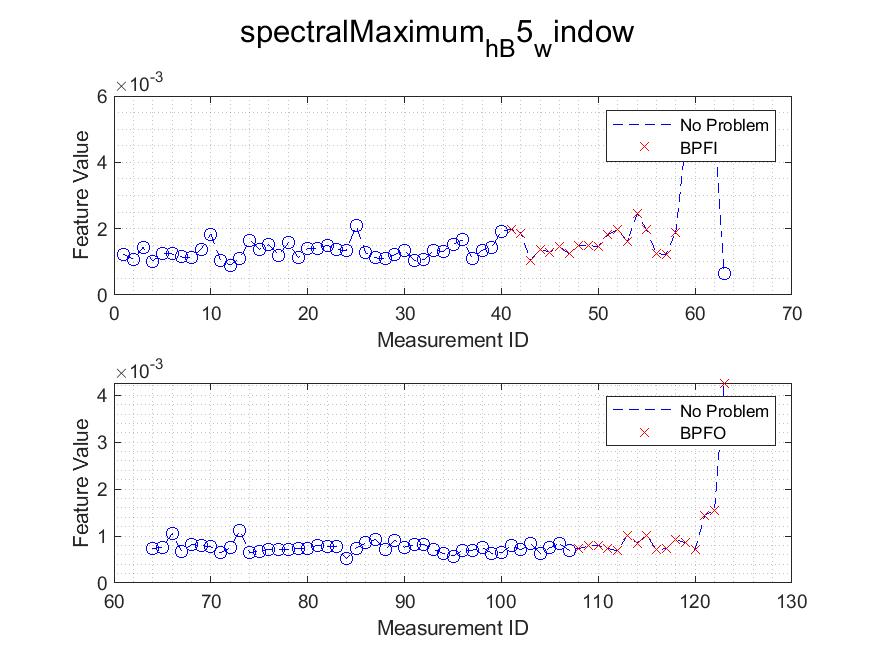 spectralMaximum_hB5_window
×10^-3
6
4
2
0
Feature Value
No Problem
BPFI
0 10 20 30 40 50 60 70
Measurement ID
×10^-3
4
3
2
1
0
Feature Value
No Problem
BPFO
60 70 80 90 100 110 120 130
Measurement ID